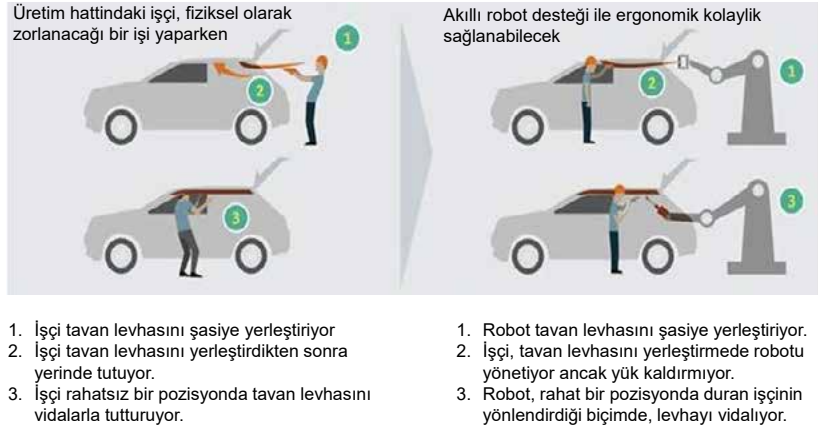 Üretim hattindaki işçi, fiziksel olarak
zorlanacağı bir işi yaparken
1
2
3
Akıllı robot desteği ile ergonomik kolaylik
sağlanabilecek
1
2
3
1. İşçi tavan levhasını şasiye yerleştiriyor
2. İşçi tavan levhasını yerleştirdikten sonra
yerinde tutuyor.
3. İşçi rahatsız bir pozisyonda tavan levhasını
vidalarla tutturuyor.
1. Robot tavan levhasını şasiye yerleştiriyor.
2. İşçi, tavan levhasını yerleştirmede robotu
yönetiyor ancak yük kaldırmıyor.
3. Robot, rahat bir pozisyonda duran işçinin
yönlendirdiği biçimde, levhayı vidalıyor.